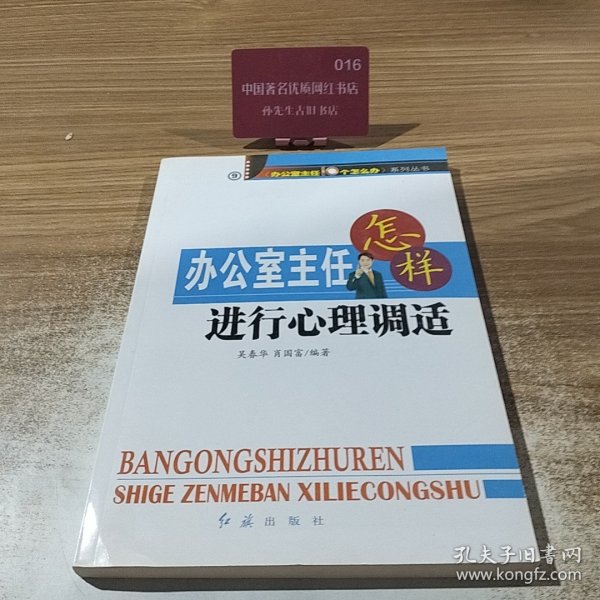 016
中国著名优质网红书店
孙先生古旧书店
⑨ 《办公室主任10个怎么办》系列丛书
办公室主任怎样
进行心理调适
吴春华 肖国富/编著
BANGONGSHIZHUREN
SHIGE ZENMEBAN XILIECONGSHU
红旗出版社
孔夫子旧书网
www.kongfz.com